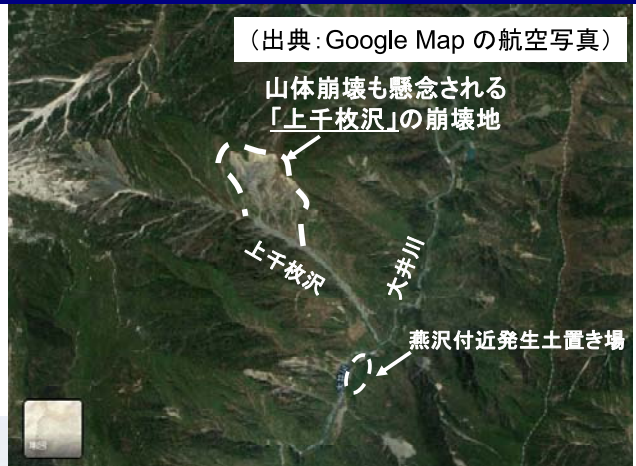 （出典：Google Map の航空写真）
山体崩壊も懸念される
「上千枚沢」の崩壊地
上千枚沢
大井川
燕沢付近発生土置き場